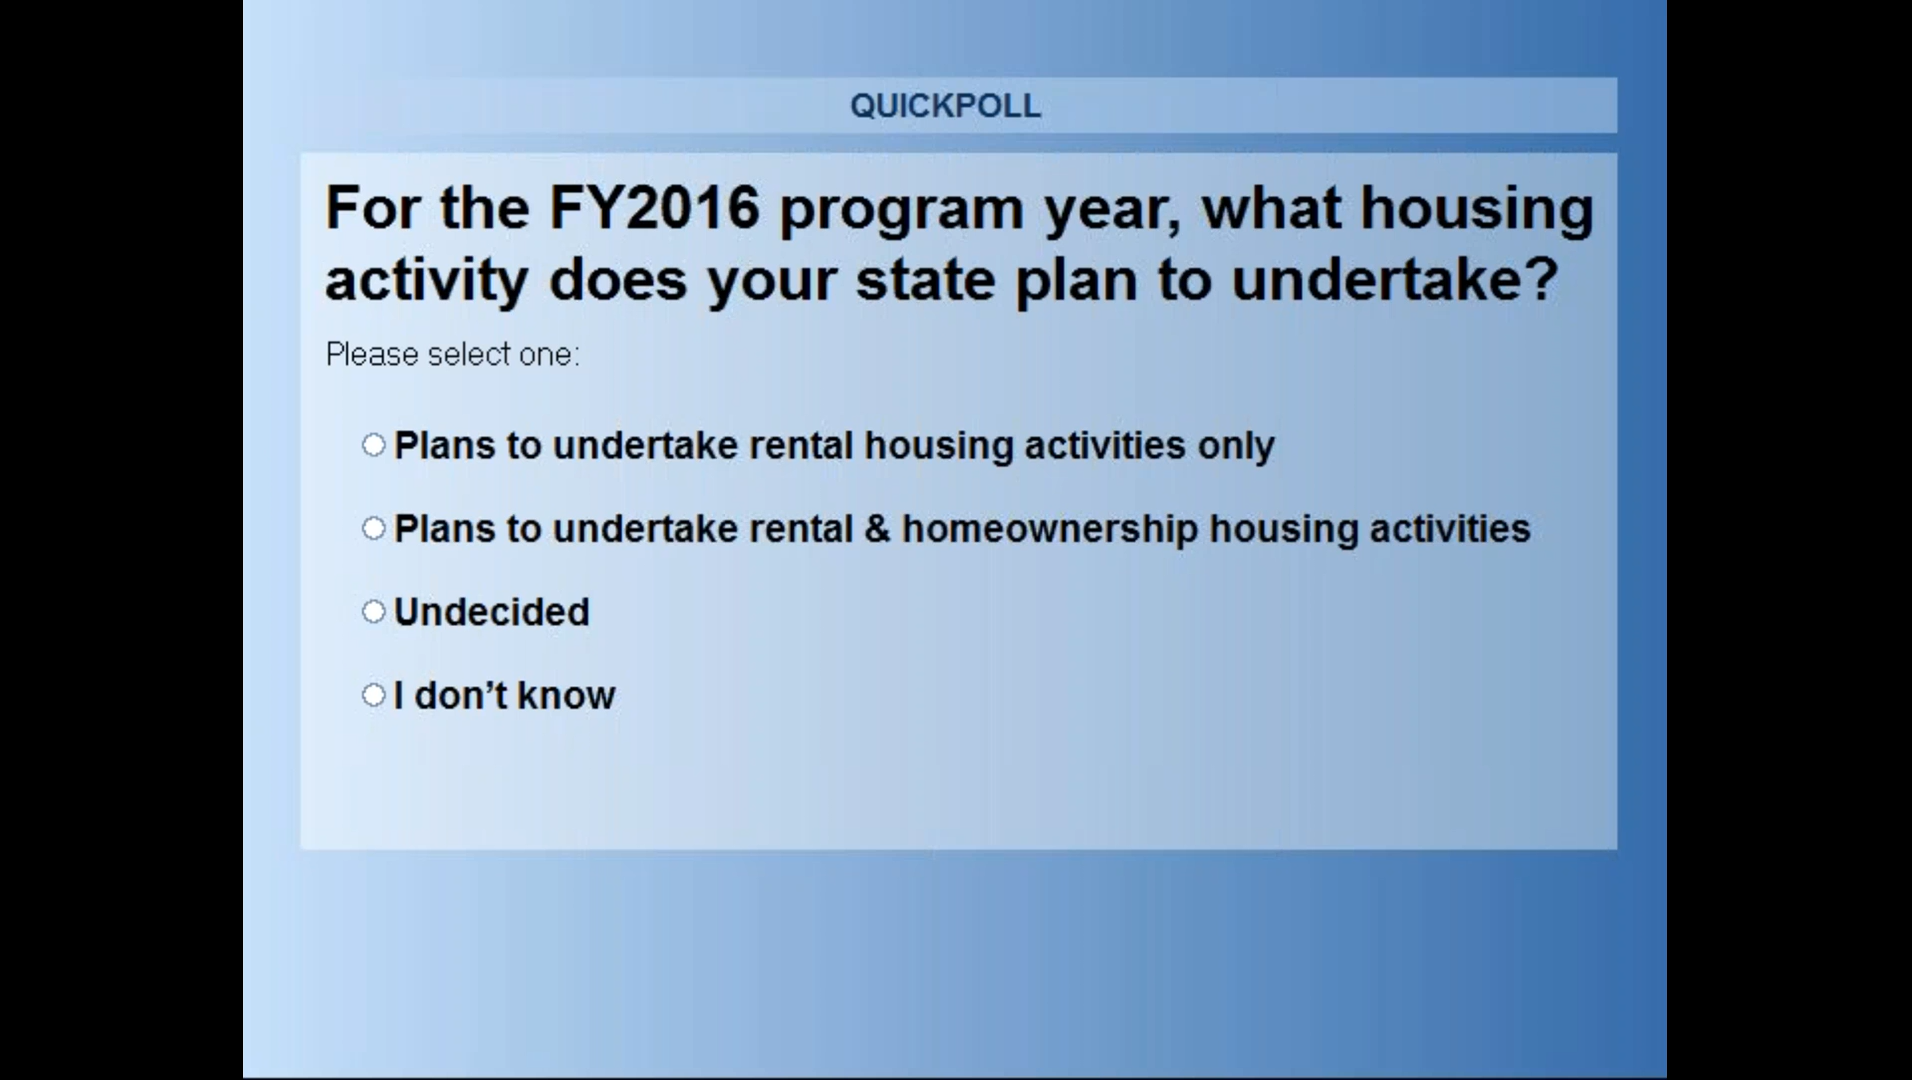 QUICKPOLL
For the FY2016 program year, what housing
activity does your state plan to undertake?
Please select one:
Plans to undertake rental housing activities only
Plans to undertake rental & homeownership housing activities
Undecided
I don’t know